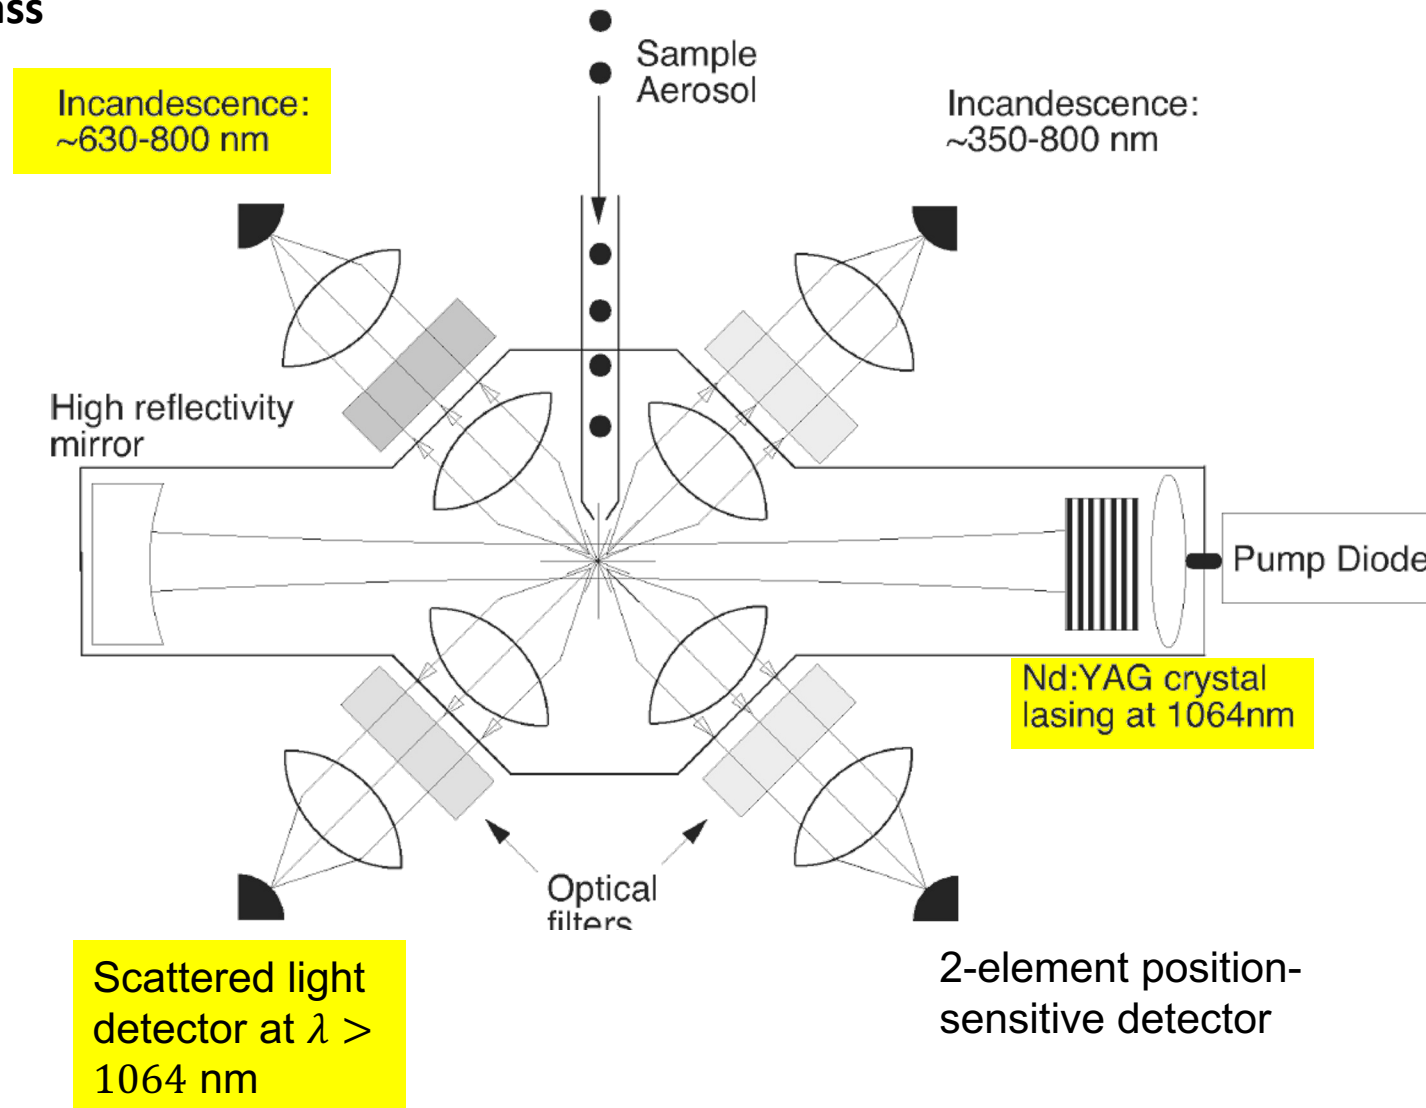 Sample
Aerosol
Incandescence:
~630-800 nm
Incandescence:
~350-800 nm
High reflectivity
mirror
Pump Diode
Nd:YAG crystal
lasing at 1064nm
Optical
filters
Scattered light
detector at λ >
1064 nm
2-element position-
sensitive detector